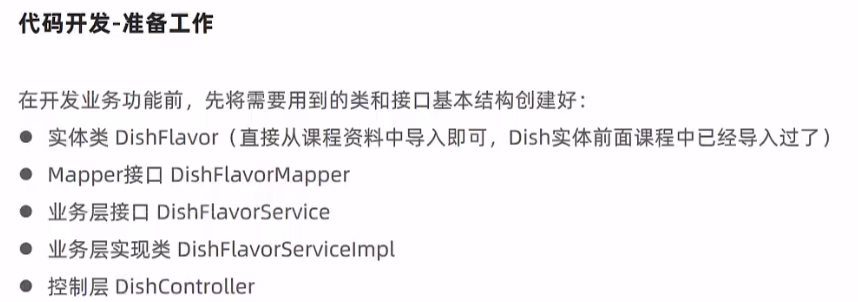 代码开发-准备工作
在开发业务功能前，先将需要用到的类和接口基本结构创建好：
● 实体类 DishFlavor（直接从课程资料中导入即可，Dish实体前面课程中已经导入过了）
● Mapper接口 DishFlavorMapper
● 业务层接口 DishFlavorService
● 业务层实现类 DishFlavorServiceImpl
● 控制层 DishController